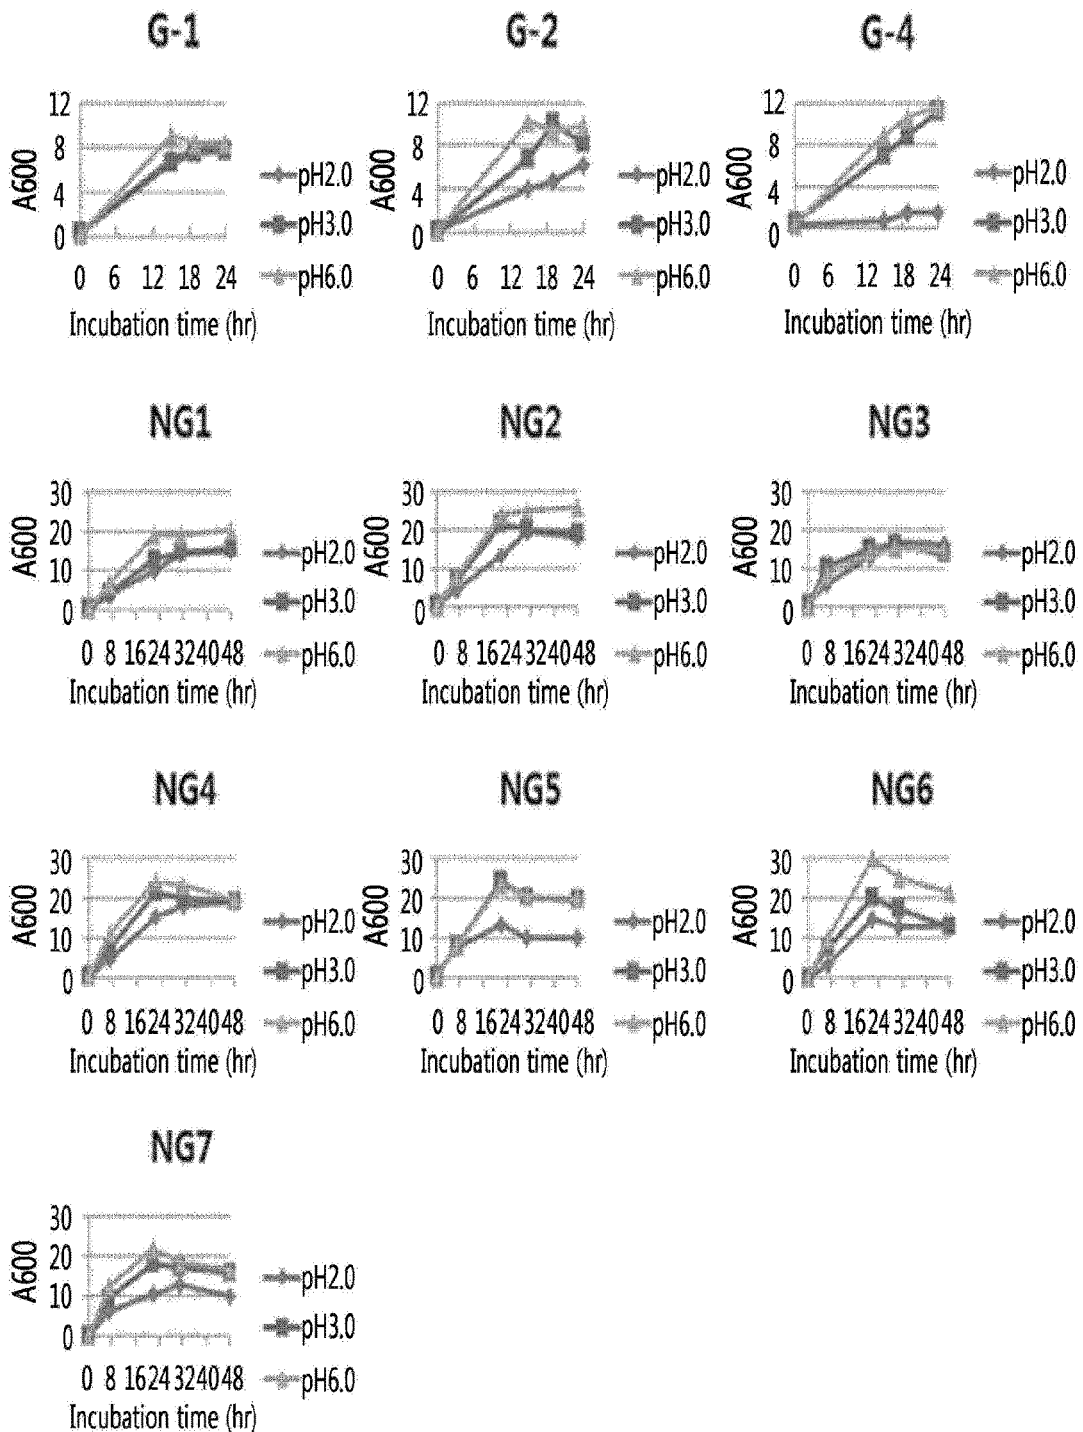 G-1
12
8
4
0
A600
0 6 12 18 24
Incubation time (hr)
pH2.0
pH3.0
pH6.0
G-2
12
8
4
0
A600
0 6 12 18 24
Incubation time (hr)
pH2.0
pH3.0
pH6.0
G-4
12
8
4
0
A600
0 6 12 18 24
Incubation time (hr)
pH2.0
pH3.0
pH6.0
NG1
30
20
10
0
A600
0 8 16 24 32 40 48
Incubation time (hr)
pH2.0
pH3.0
pH6.0
NG2
30
20
10
0
A600
0 8 16 24 32 40 48
Incubation time (hr)
pH2.0
pH3.0
pH6.0
NG3
30
20
10
0
A600
0 8 16 24 32 40 48
Incubation time (hr)
pH2.0
pH3.0
pH6.0
NG4
30
20
10
0
A600
0 8 16 24 32 40 48
Incubation time (hr)
pH2.0
pH3.0
pH6.0
NG5
30
20
10
0
A600
0 8 16 24 32 40 48
Incubation time (hr)
pH2.0
pH3.0
pH6.0
NG6
30
20
10
0
A600
0 8 16 24 32 40 48
Incubation time (hr)
pH2.0
pH3.0
pH6.0
NG7
30
20
10
0
A600
0 8 16 24 32 40 48
Incubation time (hr)
pH2.0
pH3.0
pH6.0